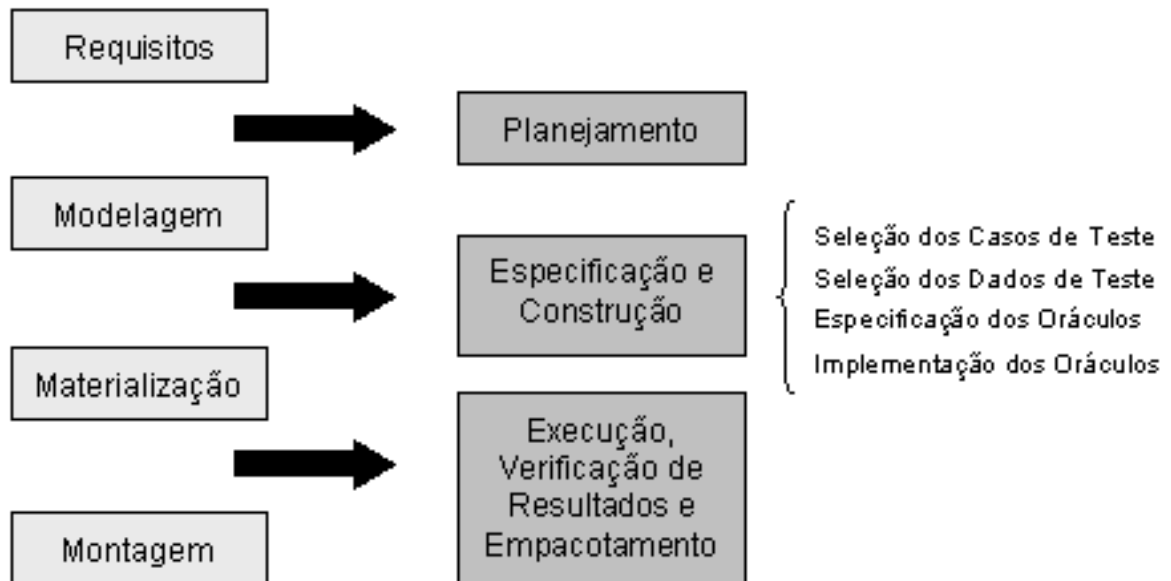 Requisitos
Planejamento
Modelagem
Especificação e
Construção
Seleção dos Casos de Teste
Seleção dos Dados de Teste
Especificação dos Oráculos
Implementação dos Oráculos
Materialização
Execução,
Verificação de
Resultados e
Empacotamento
Montagem